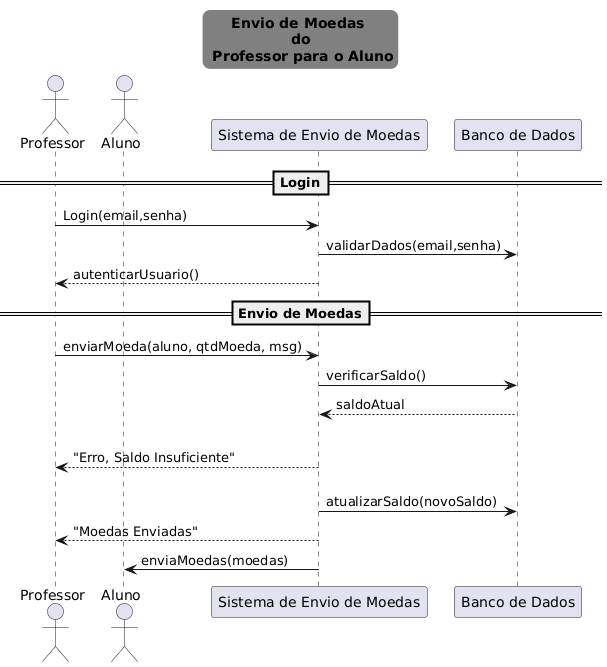 Envio de Moedas
do
Professor para o Aluno
Professor
Aluno
Sistema de Envio de Moedas
Banco de Dados
Login
Login(email,senha)
validarDados(email,senha)
autenticarUsuario()
Envio de Moedas
enviarMoeda(aluno, qtdMoeda, msg)
verificarSaldo()
saldoAtual
"Erro, Saldo Insuficiente"
atualizarSaldo(novoSaldo)
"Moedas Enviadas"
enviaMoedas(moedas)
Professor
Aluno
Sistema de Envio de Moedas
Banco de Dados